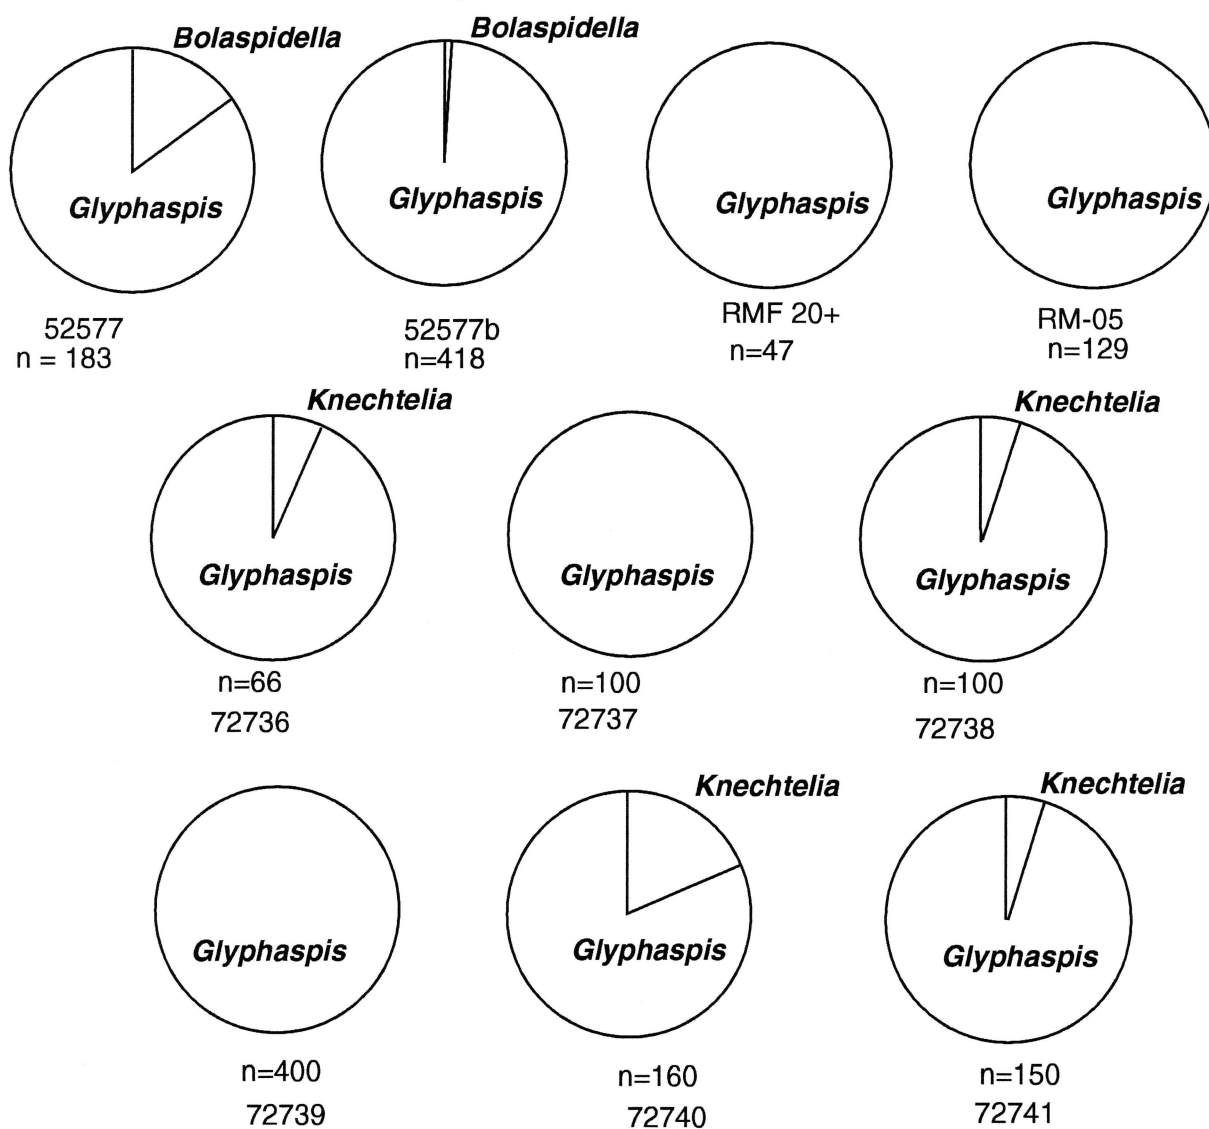 Bolaspidella
Bolaspidella
Glyphaspis
Glyphaspis
Glyphaspis
Glyphaspis
52577
n = 183
52577b
n=418
RMF 20+
n=47
RM-05
n=129
Knechtelia
Knechtelia
Glyphaspis
Glyphaspis
Glyphaspis
n=66
72736
n=100
72737
n=100
72738
Knechtelia
Knechtelia
Glyphaspis
Glyphaspis
Glyphaspis
n=400
72739
n=160
72740
n=150
72741